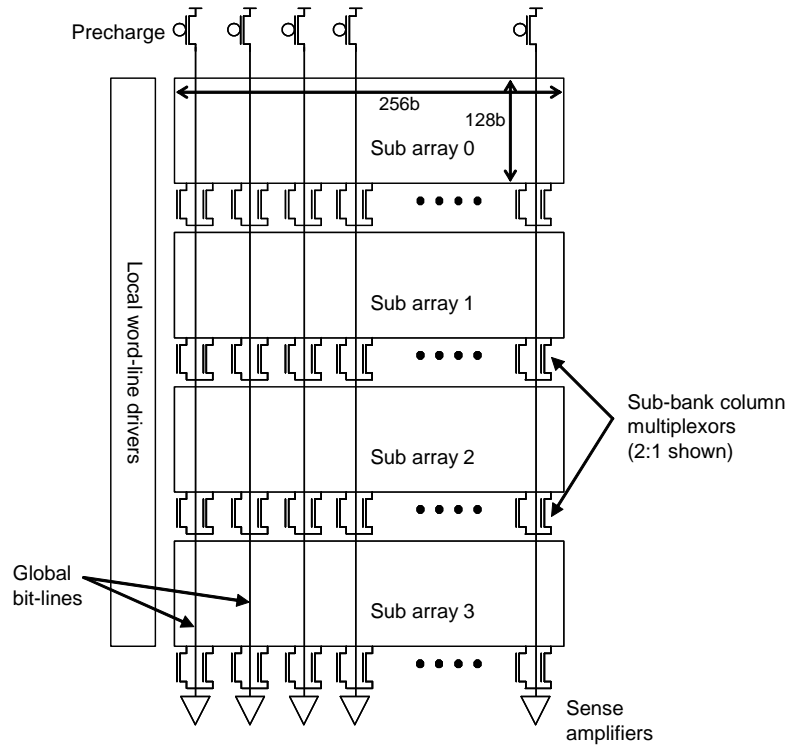 Precharge
256b
128b
Sub array 0
Local word-line drivers
Sub array 1
Sub-bank column
multiplexors
(2:1 shown)
Sub array 2
Global
bit-lines
Sub array 3
Sense
amplifiers